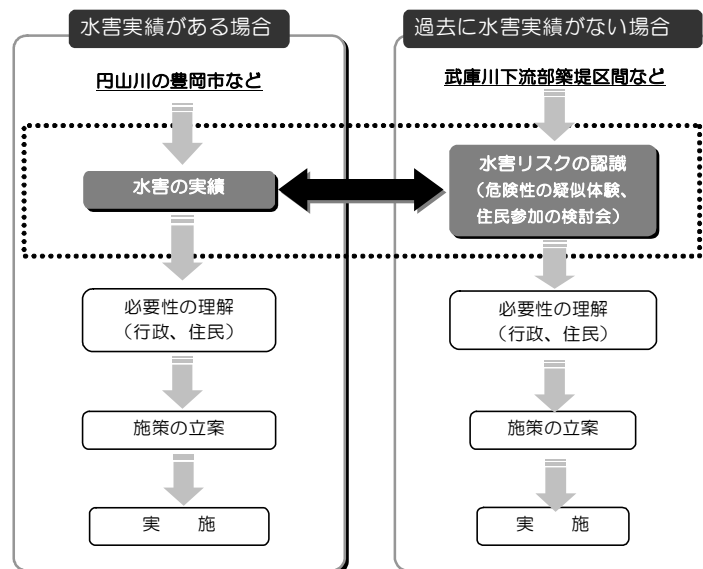 水害実績がある場合
円山川の豊岡市など
水害の実績
必要性の理解
（行政、住民）
施策の立案
実　　施
過去に水害実績がない場合
武庫川下流部築堤区間など
水害リスクの認識
（危険性の疑似体験、
住民参加の検討会）
必要性の理解
（行政、住民）
施策の立案
実　　施